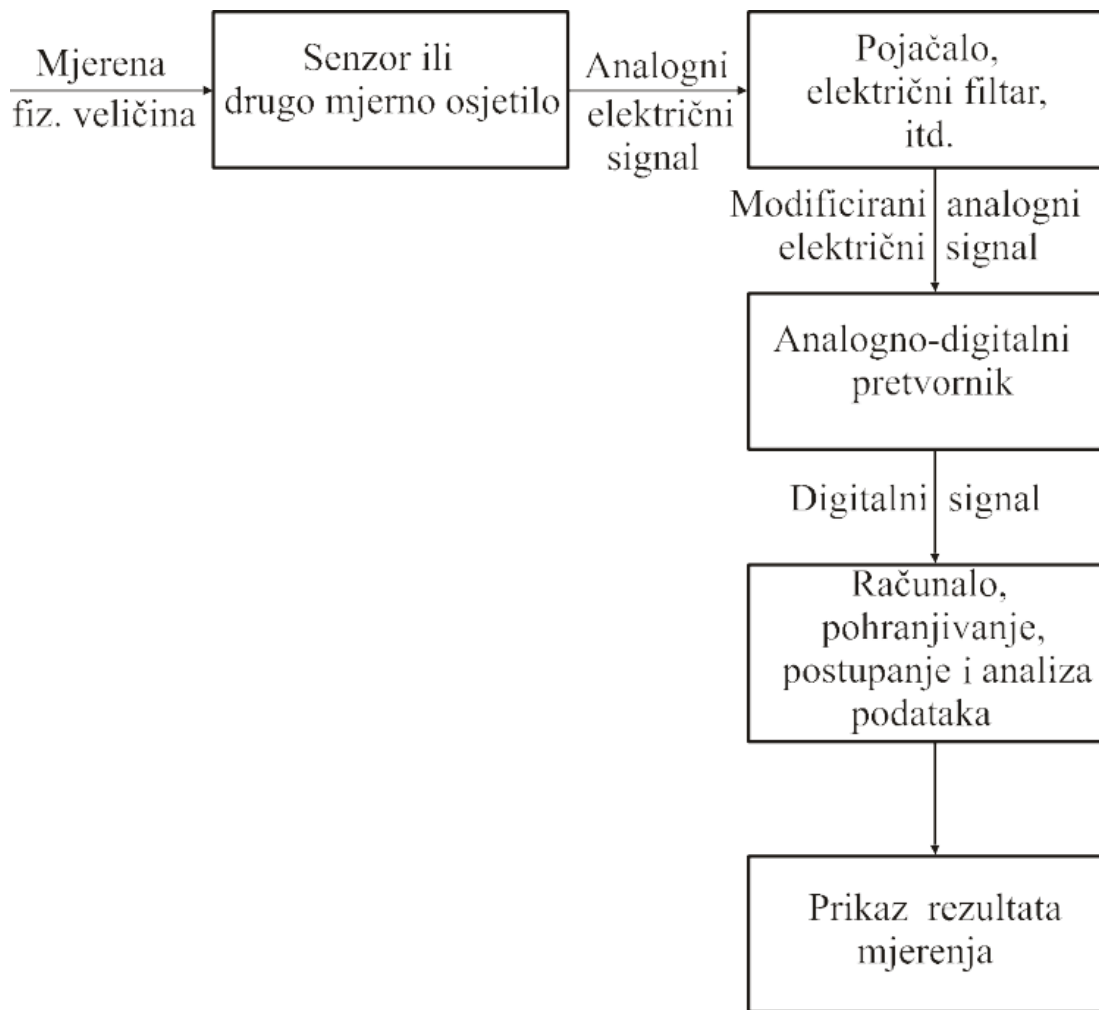 Mjerena
fiz. veličina
Senzor ili
drugo mjerno osjetilo
Analogni
električni
signal
Pojačalo,
električni filtar,
itd.
Modificirani analogni
električni signal
Analogno-digitalni
pretvornik
Digitalni signal
Računalo,
pohranjivanje,
postupanje i analiza
podataka
Prikaz rezultata
mjerenja